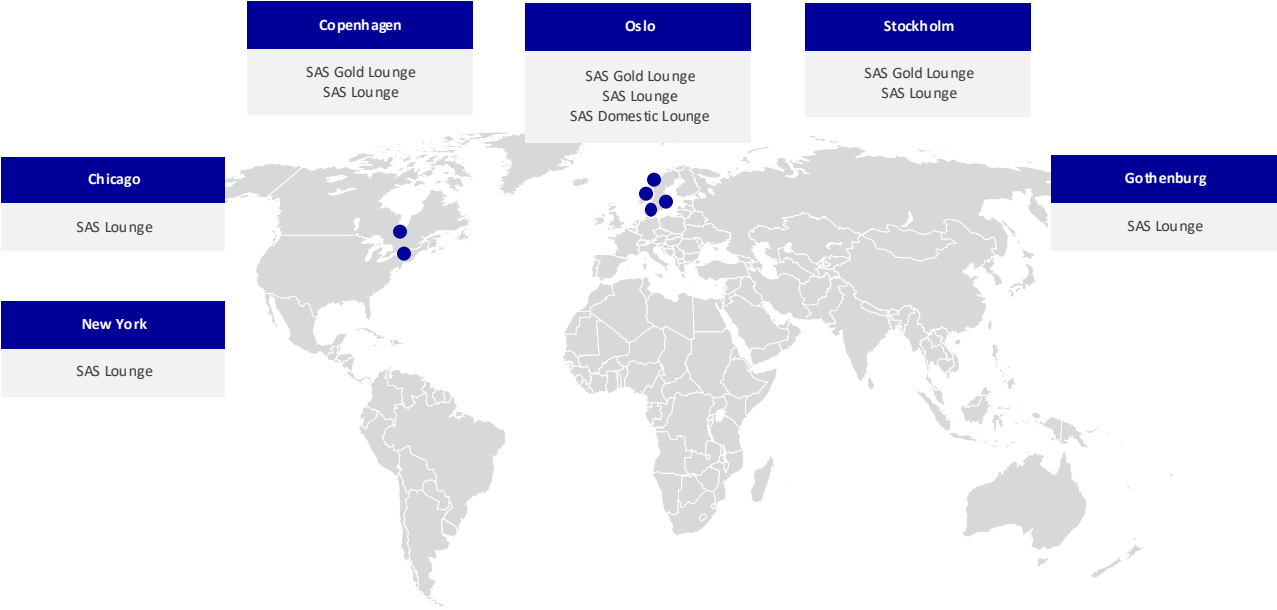 Copenhagen
SAS Gold Lounge
SAS Lounge
Oslo
SAS Gold Lounge
SAS Lounge
SAS Domestic Lounge
Stockholm
SAS Gold Lounge
SAS Lounge
Chicago
SAS Lounge
Gothenburg
SAS Lounge
New York
SAS Lounge